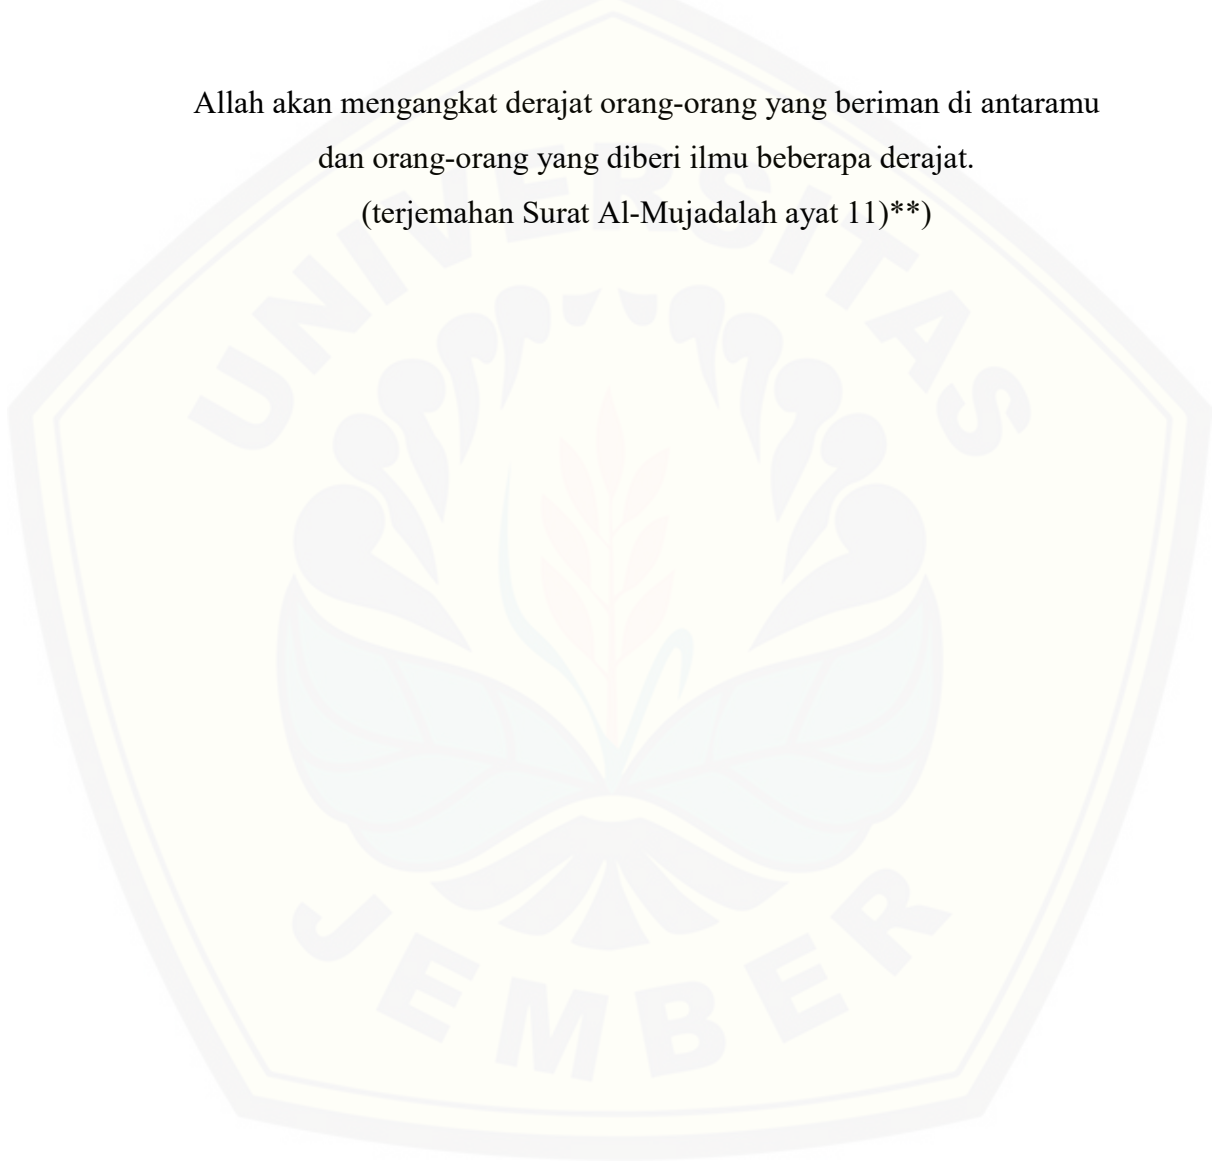 Allah akan mengangkat derajat orang-orang yang beriman di antaramu
dan orang-orang yang diberi ilmu beberapa derajat.
(terjemahan Surat Al-Mujadalah ayat 11)**)
UNIVERSITAS
JEMBER